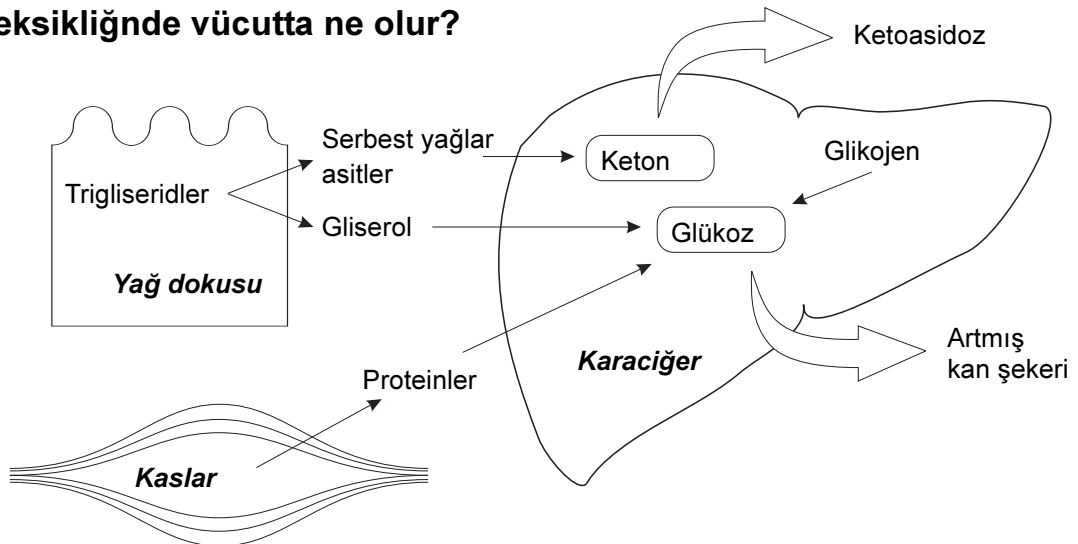 eksikliğnde vücutta ne olur?
Ketoasidoz
Serbest yağlar
asitler
Keton
Glikojen
Trigliseridler
Gliserol
Glükoz
Yağ dokusu
Artmış
kan şekeri
Karaciğer
Proteinler
Kaslar